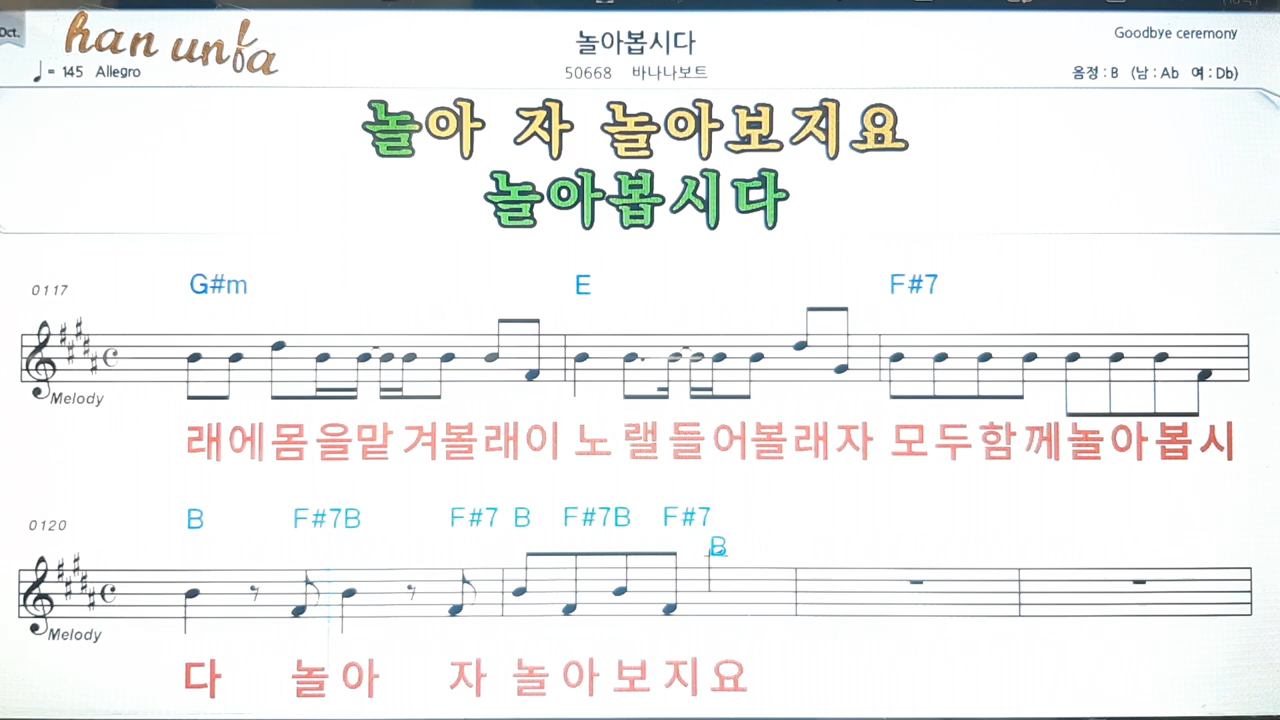 Oct.
han unfa
놀아봅시다
Goodbye ceremony
♩= 145 Allegro
50668 바나나보트
음정 : B (남 : Ab 여 : Db)
놀아 자 놀아보지요
놀아봅시다
0117
G#m E F#7
Melody
래에몸을맡 겨볼래이 노 랠들어볼래자 모두함께놀아봅시
0120
B F#7B F#7 B F#7B F#7 B
Melody
다 놀아 자 놀아보지요